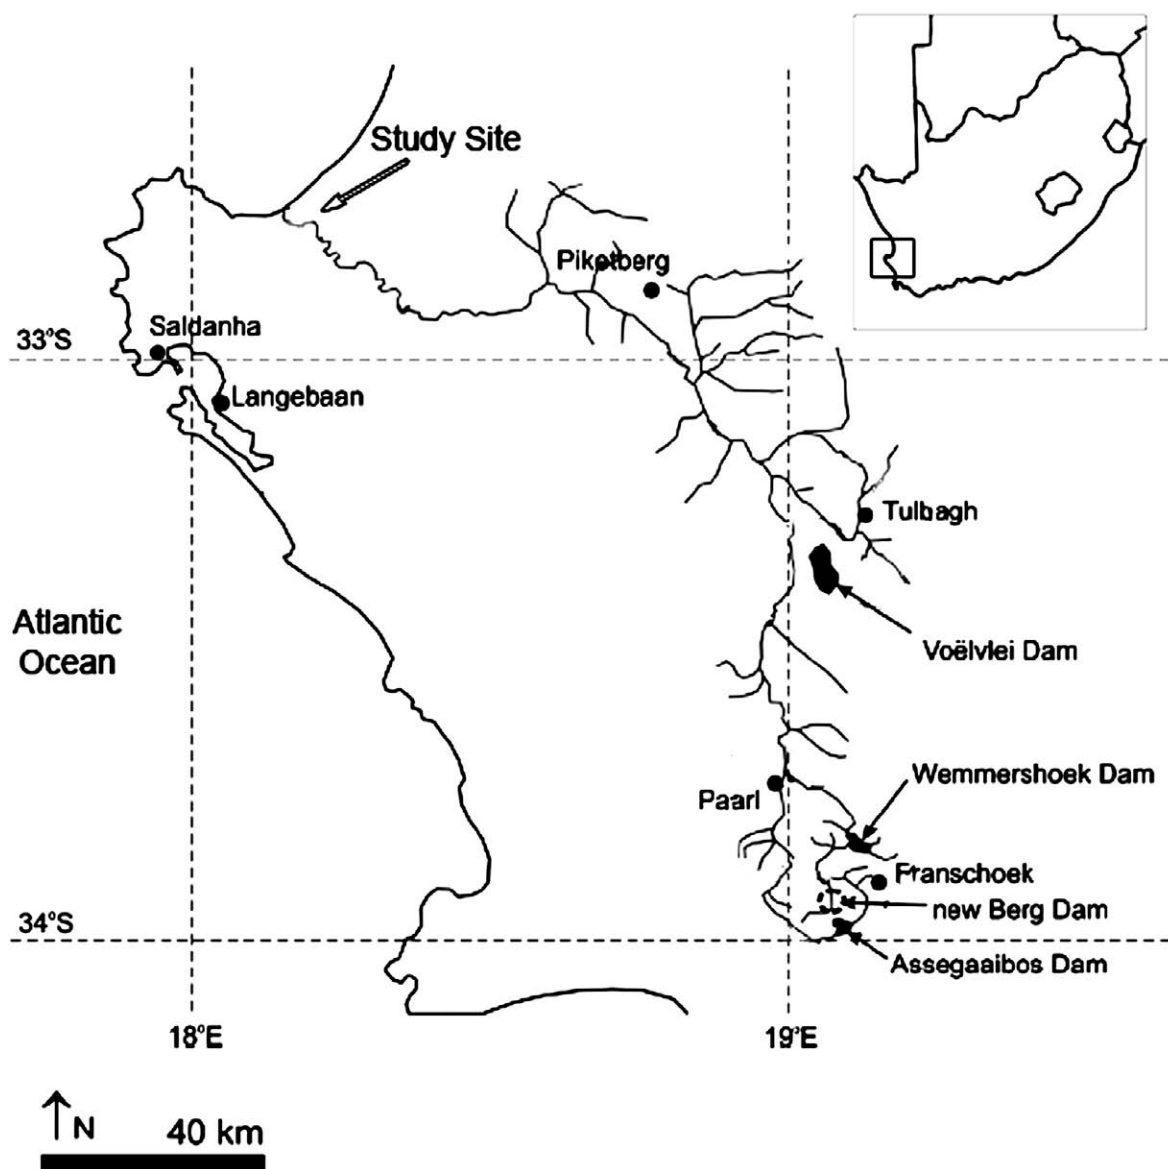 Study Site
Piketberg
Saldanha
33°S
Langebaan
Tulbagh
Atlantic
Ocean
Voëlvlei Dam
Wemmershoek Dam
Paarl
Franschoek
new Berg Dam
34°S
Assegaaibos Dam
18°E
19°E
N
40 km